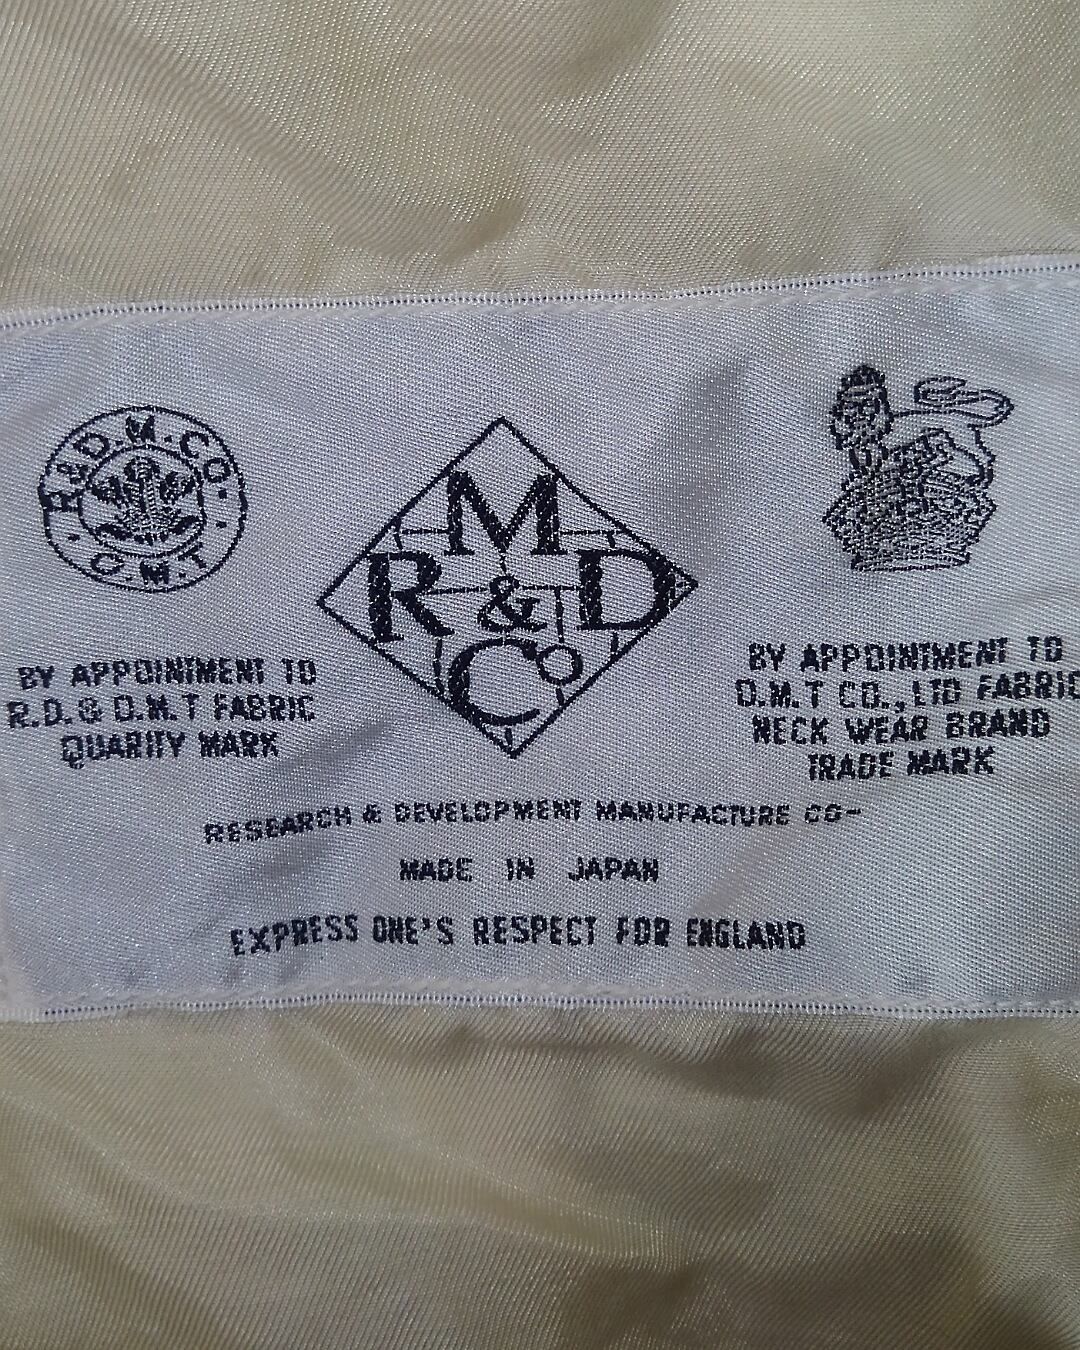 R&D.M.CO.
O.M.T
M
R & D
Co
BY APPOINTMENT TO
R.D.& O.M.T FABRIC
QUARITY MARK
BY APPOINTMENT TO
O.M.T CO.,LTD FABRIC
NECK WEAR BRAND
TRADE MARK
RESEARCH & DEVELOPMENT MANUFACTURE CO-
MADE IN JAPAN
EXPRESS ONE'S RESPECT FOR ENGLAND